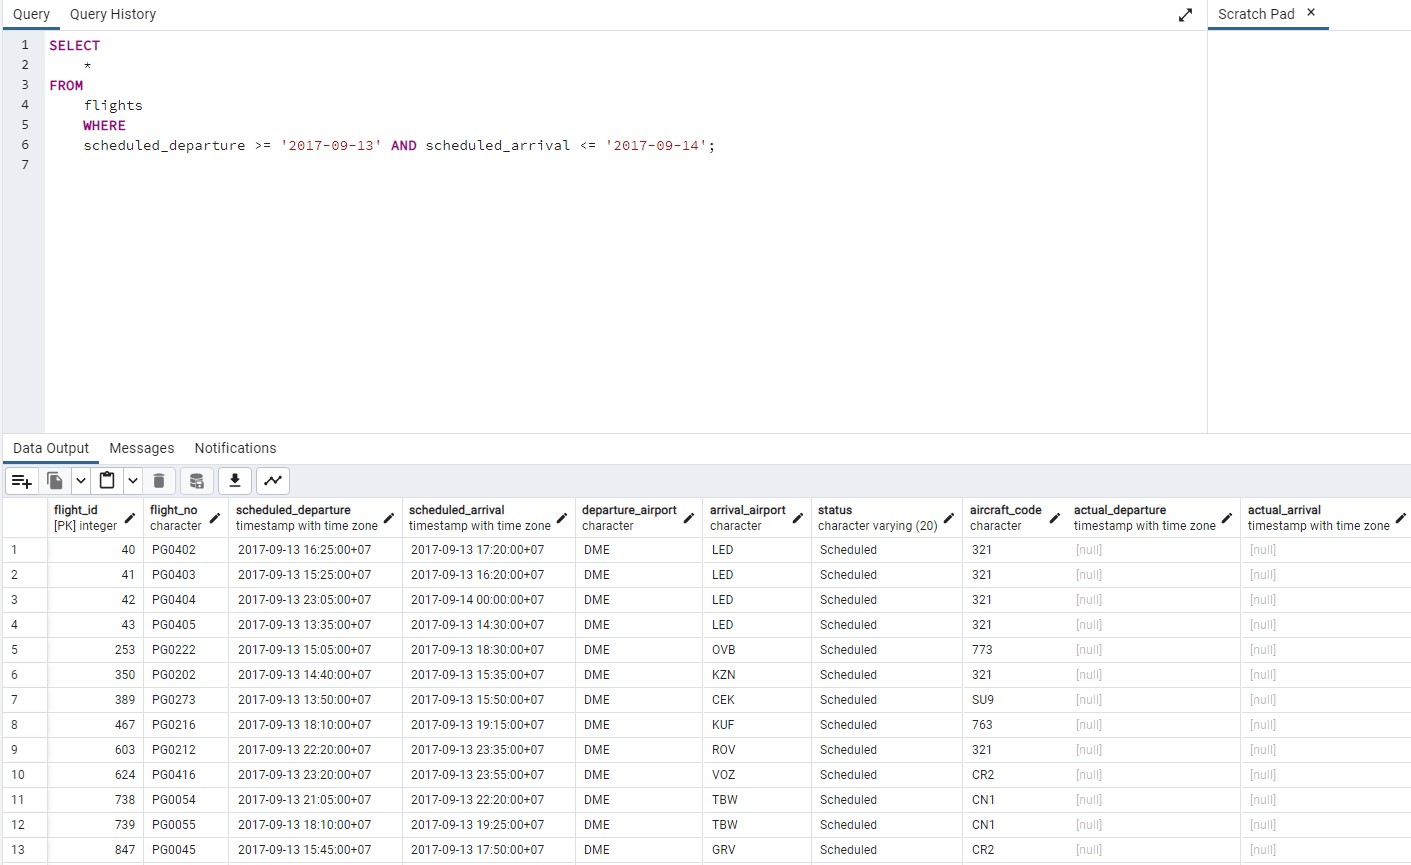 Query Query History Scratch Pad ×
1 SELECT
2 *
3 FROM
4 flights
5 WHERE
6 scheduled_departure >= '2017-09-13' AND scheduled_arrival <= '2017-09-14';
7
Data Output Messages Notifications
flight_id flight_no scheduled_departure scheduled_arrival departure_airport arrival_airport status aircraft_code actual_departure actual_arrival
[PK] integer character timestamp with time zone timestamp with time zone character character character varying (20) character timestamp with time zone timestamp with time zone
1 40 PG0402 2017-09-13 16:25:00+07 2017-09-13 17:20:00+07 DME LED Scheduled 321 [null] [null]
2 41 PG0403 2017-09-13 15:25:00+07 2017-09-13 16:20:00+07 DME LED Scheduled 321 [null] [null]
3 42 PG0404 2017-09-13 23:05:00+07 2017-09-14 00:00:00+07 DME LED Scheduled 321 [null] [null]
4 43 PG0405 2017-09-13 13:35:00+07 2017-09-13 14:30:00+07 DME LED Scheduled 321 [null] [null]
5 253 PG0222 2017-09-13 15:05:00+07 2017-09-13 18:30:00+07 DME OVB Scheduled 773 [null] [null]
6 350 PG0202 2017-09-13 14:40:00+07 2017-09-13 15:35:00+07 DME KZN Scheduled 321 [null] [null]
7 389 PG0273 2017-09-13 13:50:00+07 2017-09-13 15:50:00+07 DME CEK Scheduled SU9 [null] [null]
8 467 PG0216 2017-09-13 18:10:00+07 2017-09-13 19:15:00+07 DME KUF Scheduled 763 [null] [null]
9 603 PG0212 2017-09-13 22:20:00+07 2017-09-13 23:35:00+07 DME ROV Scheduled 321 [null] [null]
10 624 PG0416 2017-09-13 23:20:00+07 2017-09-13 23:55:00+07 DME VOZ Scheduled CR2 [null] [null]
11 738 PG0054 2017-09-13 21:05:00+07 2017-09-13 22:20:00+07 DME TBW Scheduled CN1 [null] [null]
12 739 PG0055 2017-09-13 18:10:00+07 2017-09-13 19:25:00+07 DME TBW Scheduled CN1 [null] [null]
13 847 PG0045 2017-09-13 15:45:00+07 2017-09-13 17:50:00+07 DME GRV Scheduled CR2 [null] [null]